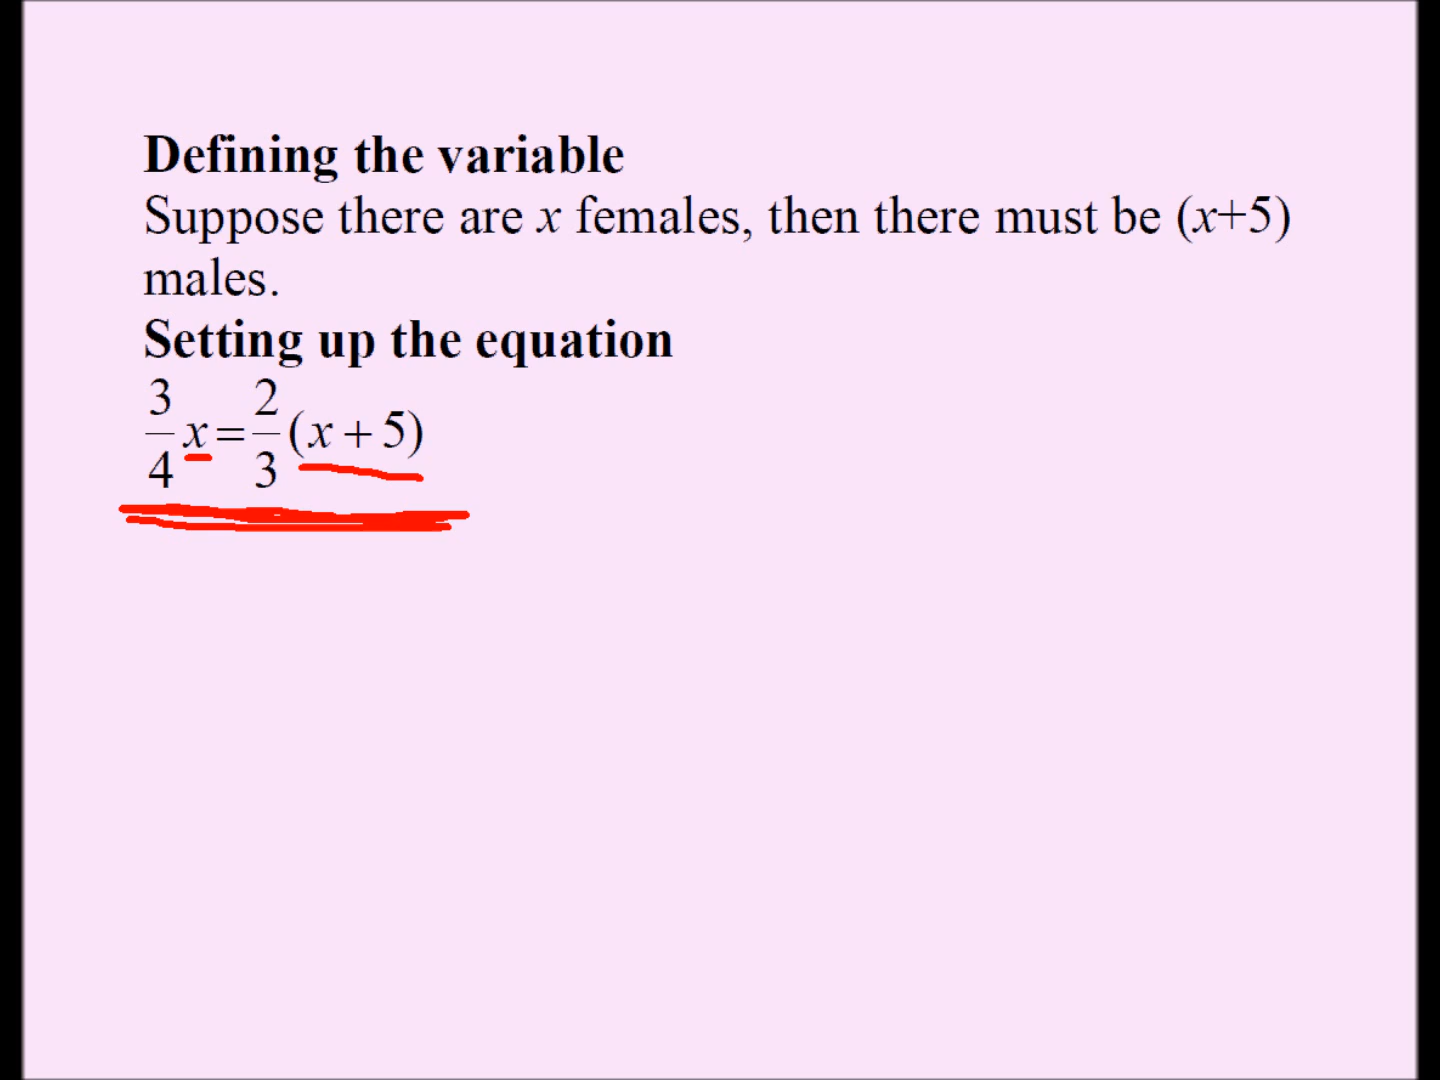 Defining the variable
Suppose there are x females, then there must be (x+5)
males.
Setting up the equation
3/4 x = 2/3 (x + 5)